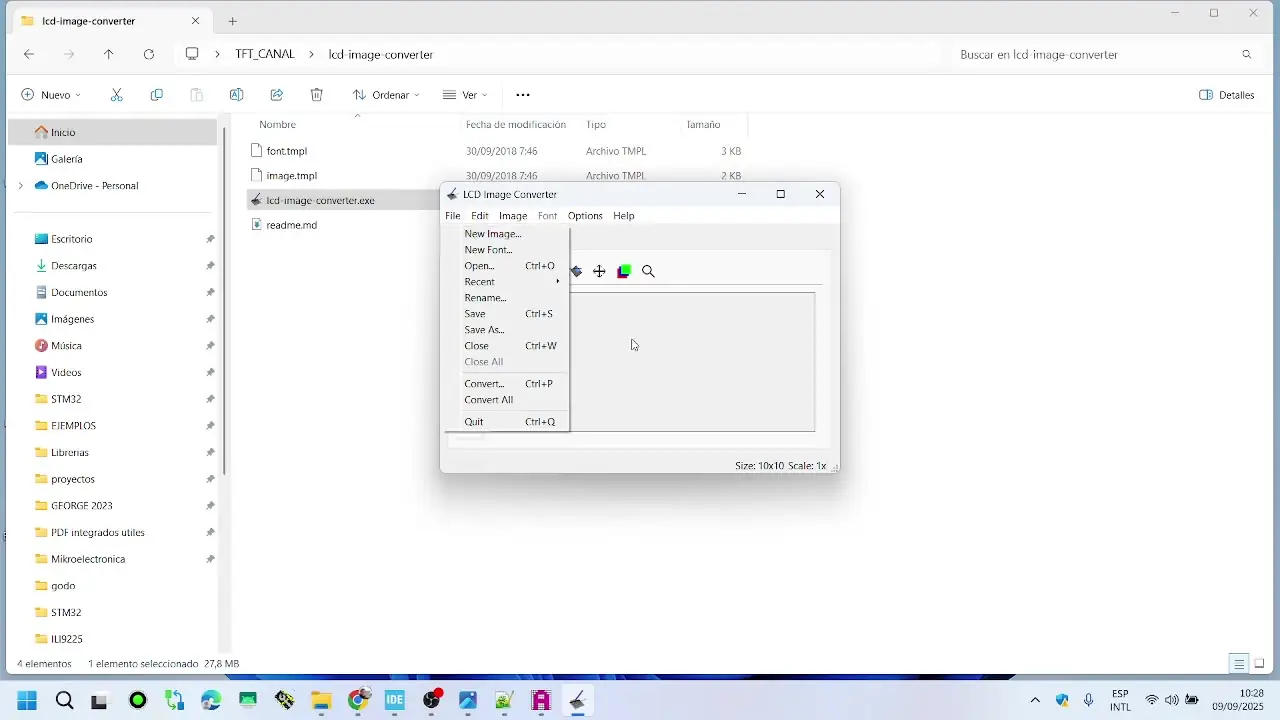 lcd-image-converter
TFT_CANAL > lcd-image-converter
Buscar en lcd-image-converter
Nuevo
Ordenar
Ver
Detalles
Inicio
Galería
OneDrive - Personal
Escritorio
Descargas
Documentos
Imágenes
Música
Videos
STM32
EJEMPLOS
Librerias
proyectos
GEORGE 2023
PDF integrados utiles
Mikroelectronica
godo
STM32
ILI9225
Nombre Fecha de modificación Tipo Tamaño
font.tmpl 30/09/2018 7:46 Archivo TMPL 3 KB
image.tmpl 30/09/2018 7:46 Archivo TMPL 2 KB
lcd-image-converter.exe
readme.md
LCD Image Converter
File Edit Image Font Options Help
New Image...
New Font...
Open... Ctrl+O
Recent
Rename...
Save Ctrl+S
Save As...
Close Ctrl+W
Close All
Convert... Ctrl+P
Convert All
Quit Ctrl+Q
Size: 10x10 Scale: 1x
4 elementos 1 elemento seleccionado 27,8 MB
IDE
ESP
INTL
0:20
09/09/2025